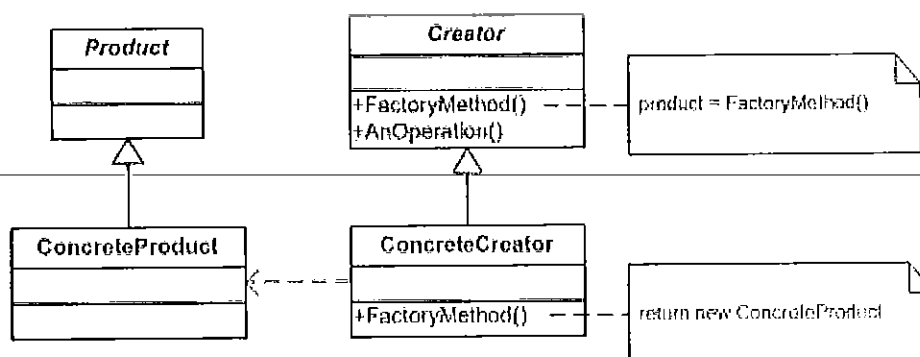 Product
Creator
+FactoryMethod()
+AnOperation()
product = FactoryMethod()
ConcreteProduct
ConcreteCreator
+FactoryMethod()
return new ConcreteProduct